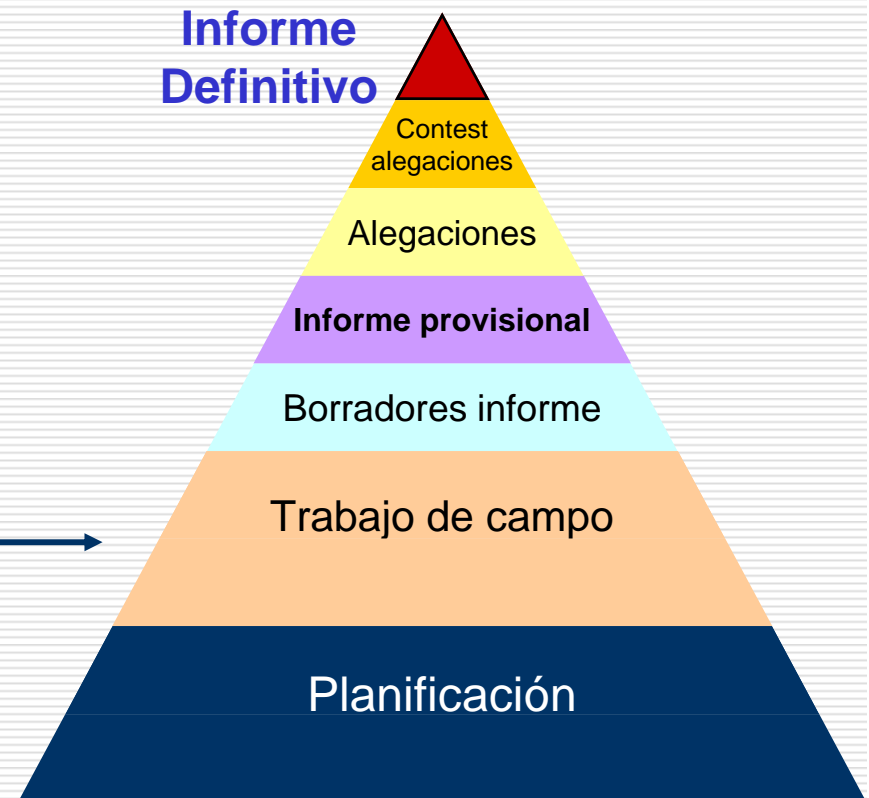 Informe
Definitivo
Contest
alegaciones
Alegaciones
Informe provisional
Borradores informe
Trabajo de campo
Planificación